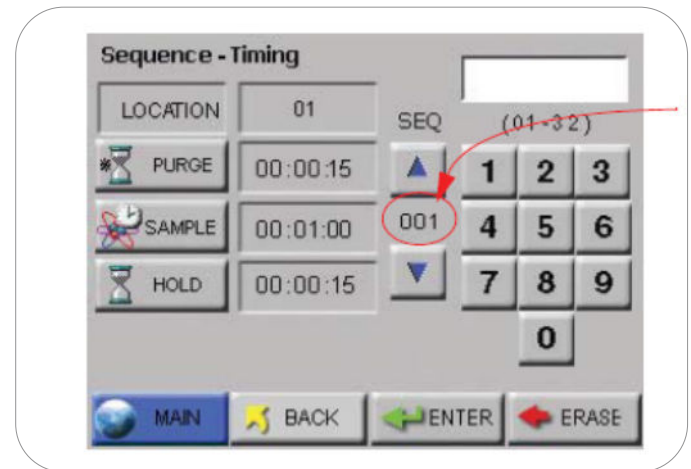 Sequence - Timing
LOCATION 01 SEQ (01-32)
PURGE 00:00:15 1 2 3
SAMPLE 00:01:00 001 4 5 6
HOLD 00:00:15 7 8 9
0
MAIN BACK ENTER ERASE